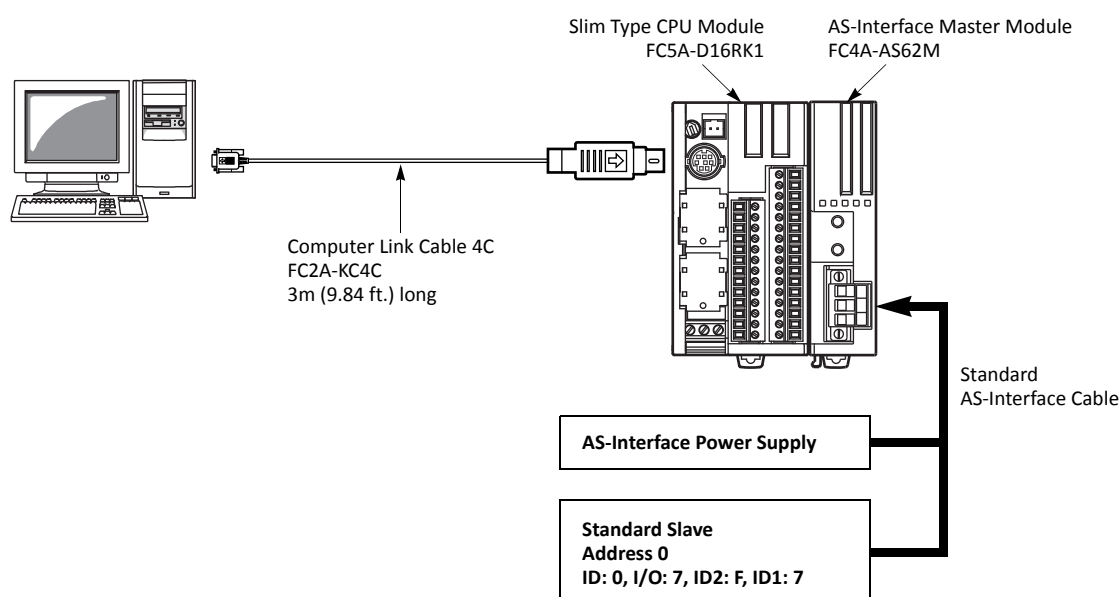 Slim Type CPU Module
FC5A-D16RK1
AS-Interface Master Module
FC4A-AS62M
Computer Link Cable 4C
FC2A-KC4C
3m (9.84 ft.) long
Standard
AS-Interface Cable
AS-Interface Power Supply
Standard Slave
Address 0
ID: 0, I/O: 7, ID2: F, ID1: 7